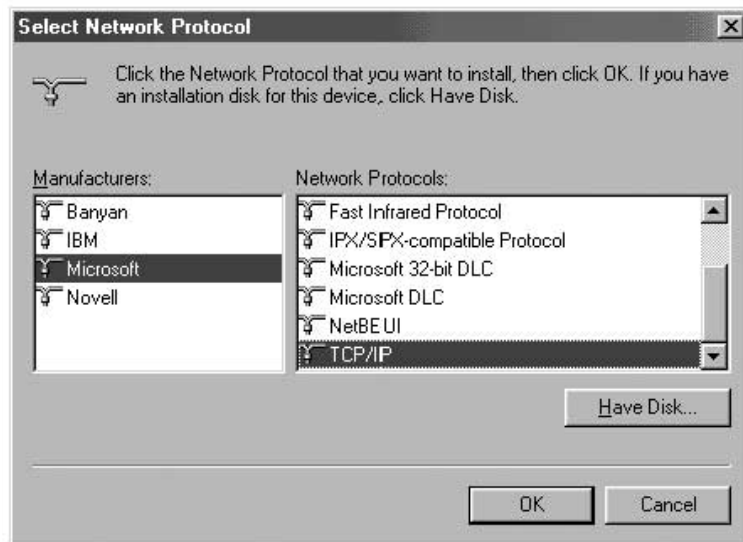 Select Network Protocol
Click the Network Protocol that you want to install, then click OK. If you have
an installation disk for this device, click Have Disk.
Manufacturers:
Banyan
IBM
Microsoft
Novell
Network Protocols:
Fast Infrared Protocol
IPX/SPX-compatible Protocol
Microsoft 32-bit DLC
Microsoft DLC
NetBEUI
TCP/IP
Have Disk...
OK
Cancel